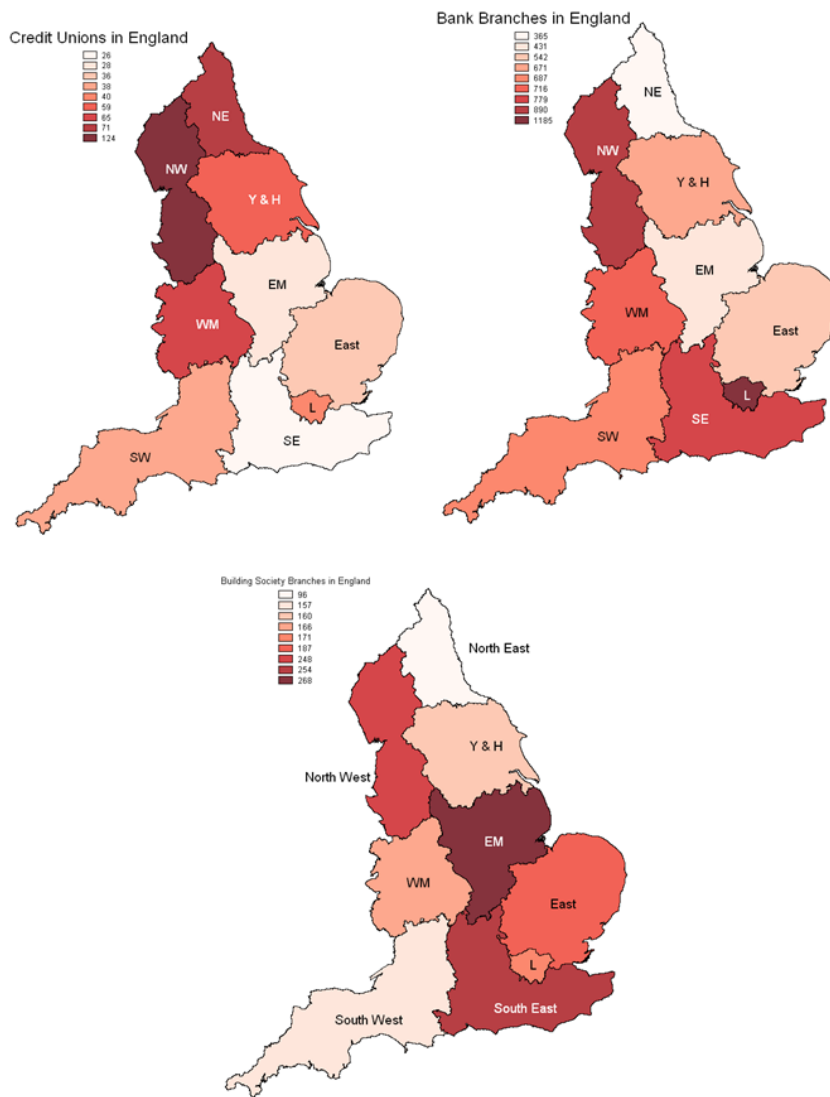 Credit Unions in England
26
28
36
38
40
59
65
71
124
NE
NW
Y & H
EM
WM
East
L
SE
SW
Bank Branches in England
365
431
542
671
687
716
779
890
1185
NE
NW
Y & H
EM
WM
East
L
SE
SW
Building Society Branches in England
96
157
160
166
171
187
248
254
268
North East
Y & H
North West
EM
WM
East
L
South East
South West